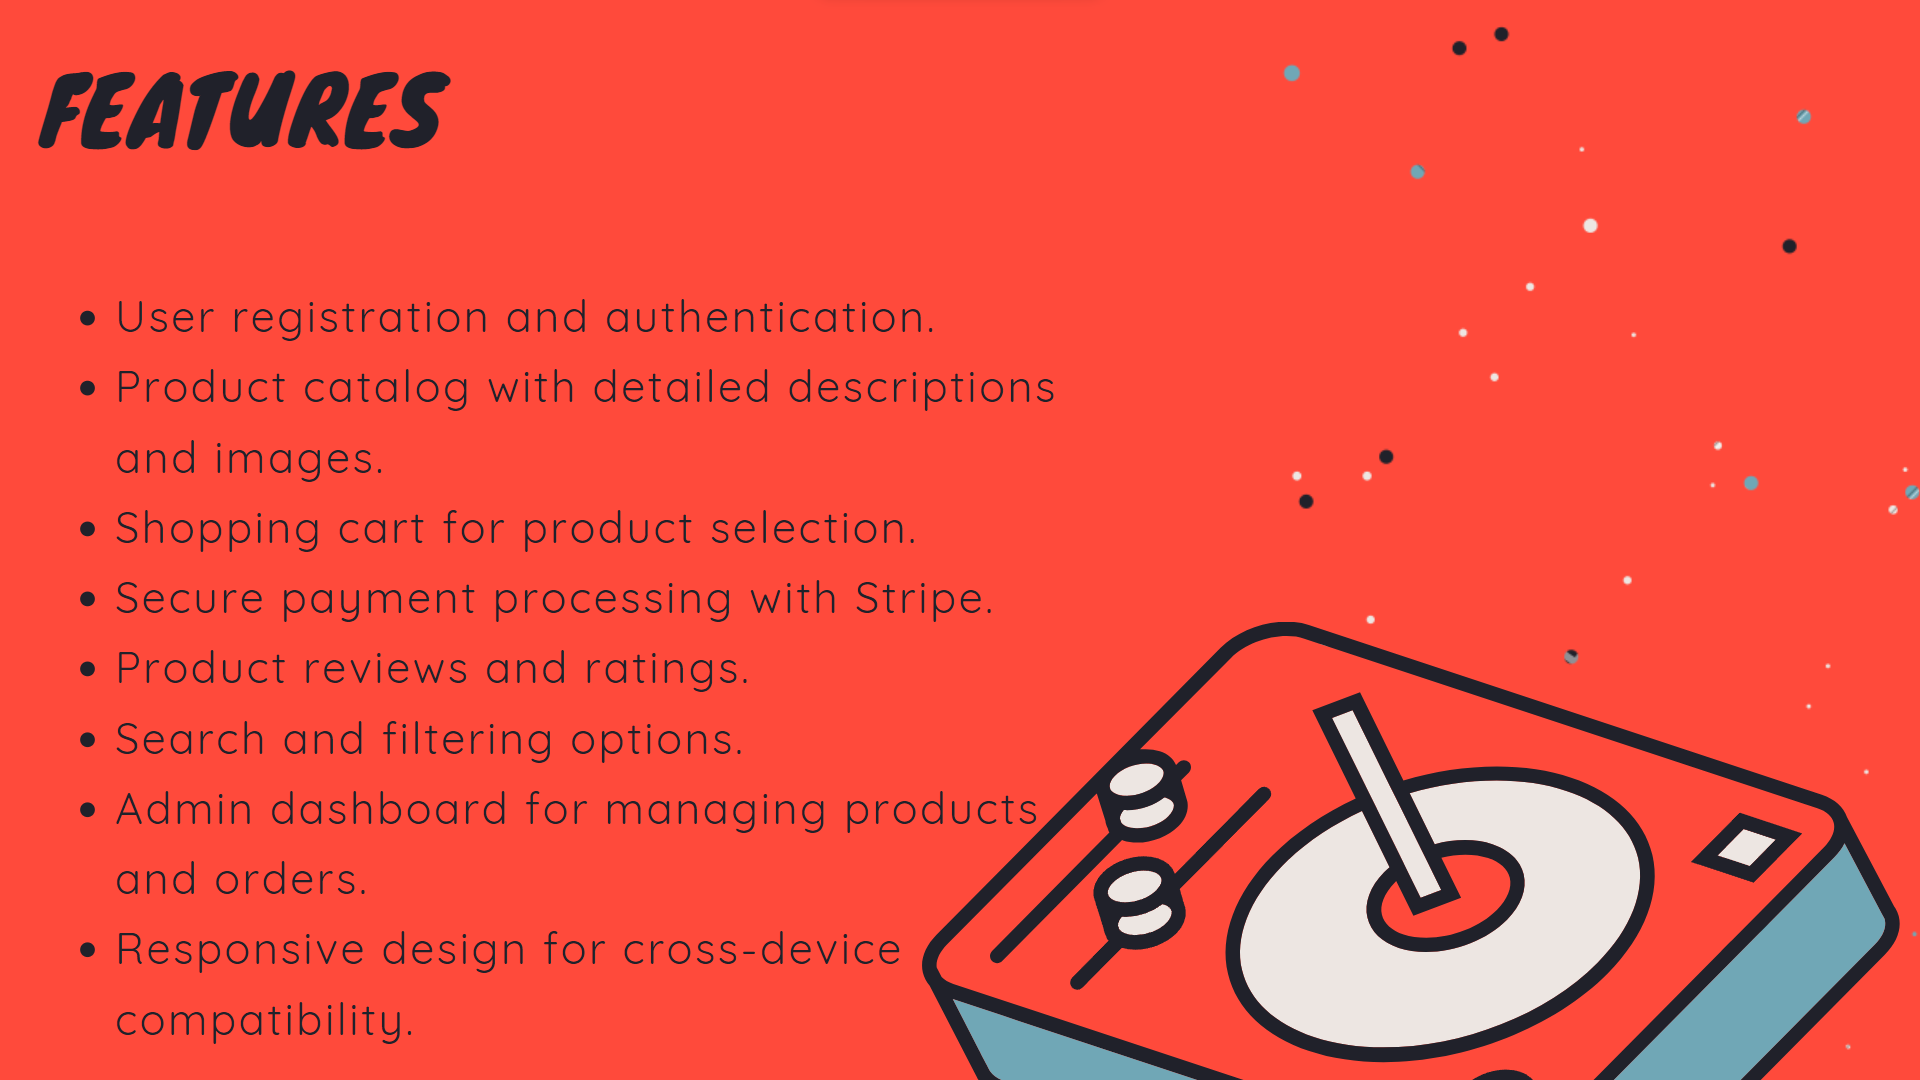 FEATURES
• User registration and authentication.
• Product catalog with detailed descriptions
and images.
• Shopping cart for product selection.
• Secure payment processing with Stripe.
• Product reviews and ratings.
• Search and filtering options.
• Admin dashboard for managing products
and orders.
• Responsive design for cross-device
compatibility.